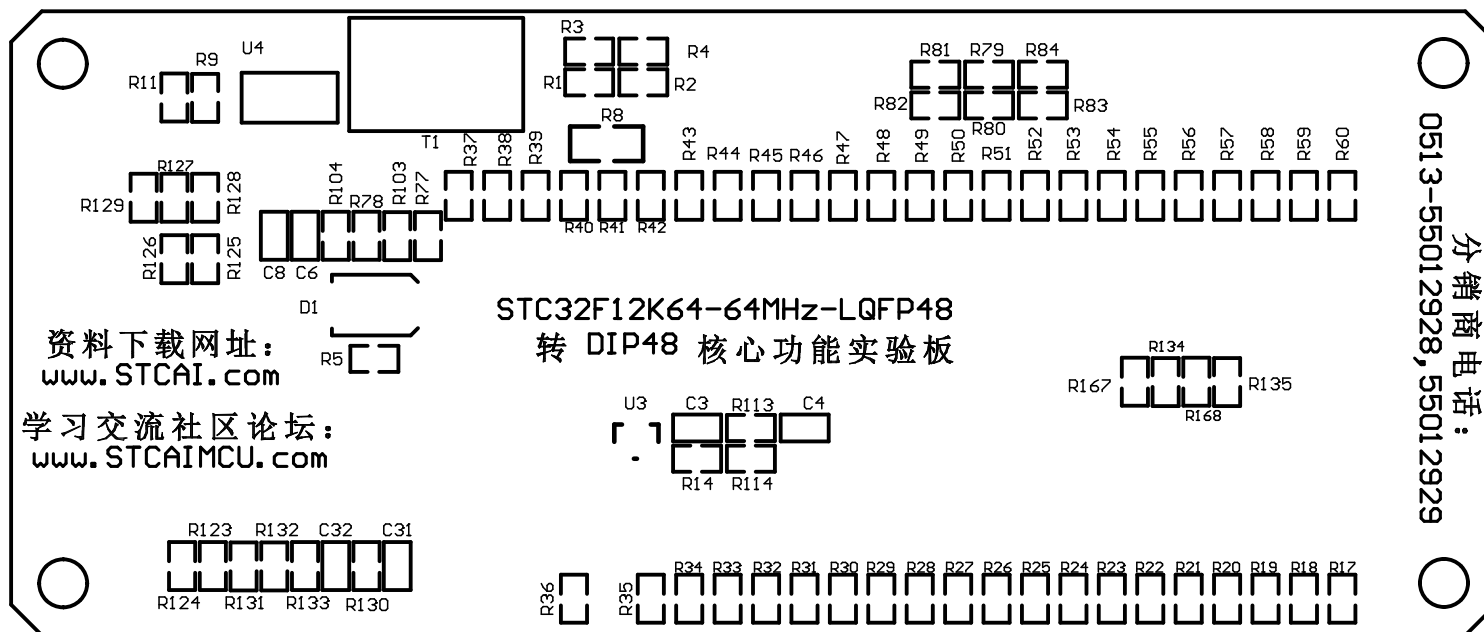 U4
R9
R11
T1
R3
R4
R1
R2
R8
R81 R79 R84
R82 R80 R83
R37 R38 R39 R43 R44 R45 R46 R47 R48 R49 R50 R51 R52 R53 R54 R55 R56 R57 R58 R59 R60
R40 R41 R42
R127
R129 R128
R126 R125
R104 R78 R103 R77
C8 C6
D1
R5
STC32F12K64-64MHz-LQFP48
转 DIP48 核心功能实验板
资料下载网址:
www.STCAI.com
学习交流社区论坛:
www.STCAIMCU.com
U3 C3 R113 C4
R14 R114
R134
R167 R135
R168
分销商电话:
0513-55012928,55012929
R123 R132 C32 C31
R124 R131 R133 R130
R36 R35 R34 R33 R32 R31 R30 R29 R28 R27 R26 R25 R24 R23 R22 R21 R20 R19 R18 R17